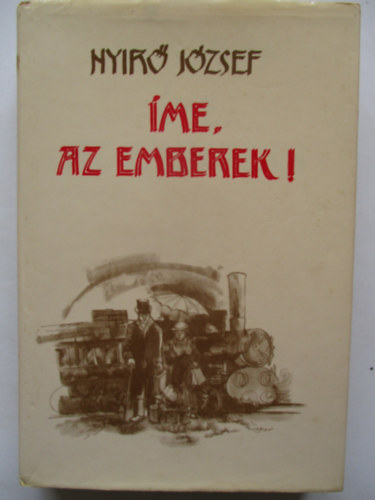 NYIRŐ JÓZSEF
ÍME,
AZ EMBEREK!